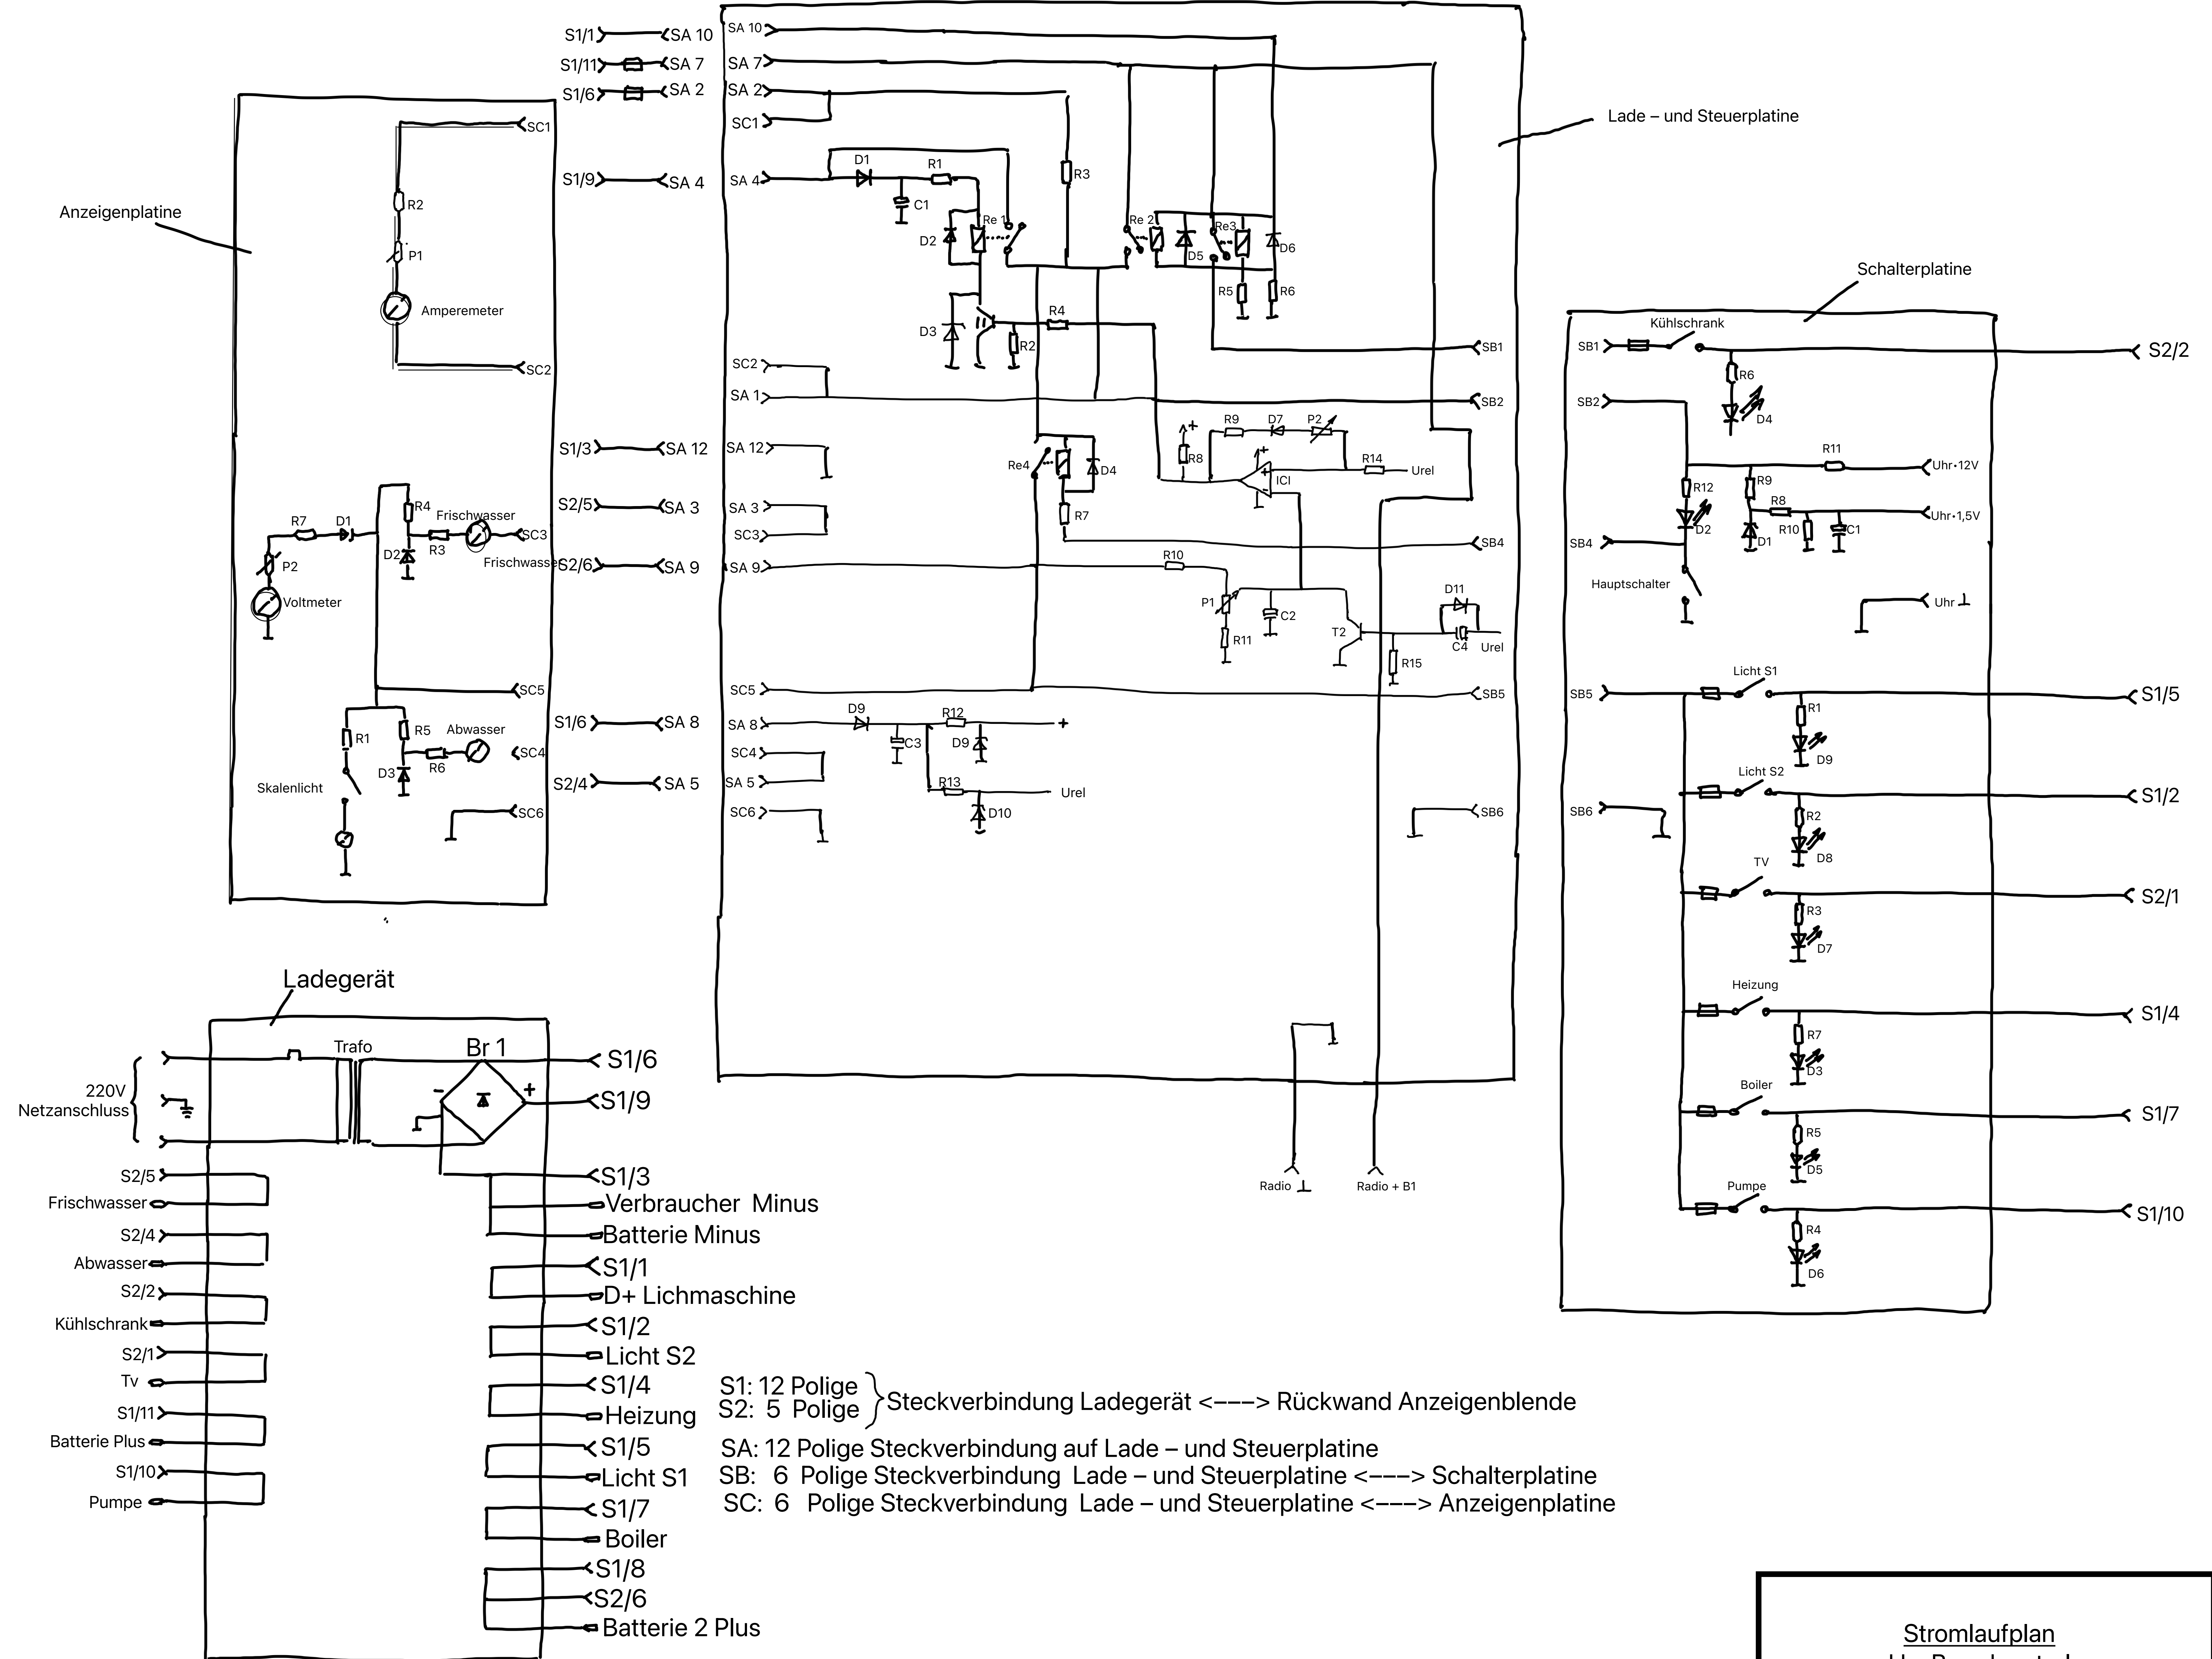 Anzeigenplatine
SC1
R2
P1
Amperemeter
SC2
R4
Frischwasser
R7
D1
SC3
D2
R3
Frischwasser
P2
Voltmeter
SC5
R1
R5
Abwasser
SC4
D3
R6
Skalenlicht
SC6
S1/1
SA 10
S1/11
SA 7
S1/6
SA 2
S1/9
SA 4
S1/3
SA 12
S2/5
SA 3
S2/6
SA 9
S1/6
SA 8
S2/4
SA 5
Lade – und Steuerplatine
SA 10
SA 7
SA 2
SC1
D1
R1
R3
SA 4
C1
Re 1
Re 2
Re3
D2
D5
D6
R5
R6
R4
D3
R2
SB1
SC2
SA 1
SB2
R9
D7
P2
+
R8
+
SA 12
Re4
D4
+
-
ICI
R14
Urel
SA 3
R7
SC3
SB4
R10
SA 9
D11
P1
C2
T2
R11
C4
Urel
R15
SC5
SB5
D9
R12
SA 8
+
C3
D9
SC4
SA 5
R13
Urel
SC6
D10
SB6
Radio ⊥
Radio + B1
Schalterplatine
Kühlschrank
SB1
S2/2
R6
SB2
D4
R11
Uhr•12V
R12
R9
R8
Uhr•1,5V
D2
R10
C1
SB4
D1
Hauptschalter
Uhr ⊥
Licht S1
SB5
S1/5
R1
D9
Licht S2
S1/2
SB6
R2
D8
TV
S2/1
R3
D7
Heizung
S1/4
R7
D3
Boiler
S1/7
R5
D5
Pumpe
S1/10
R4
D6
Ladegerät
Trafo
Br 1
S1/6
-
+
220V
Netzanschluss
S1/9
S2/5
S1/3
Frischwasser
Verbraucher Minus
S2/4
Batterie Minus
Abwasser
S1/1
S2/2
D+ Lichmaschine
Kühlschrank
S1/2
S2/1
Licht S2
Tv
S1/4
S1/11
Heizung
Batterie Plus
S1/5
S1/10
Licht S1
Pumpe
S1/7
Boiler
S1/8
S2/6
Batterie 2 Plus
S1: 12 Polige
S2: 5 Polige
Steckverbindung Ladegerät <---> Rückwand Anzeigenblende
SA: 12 Polige Steckverbindung auf Lade – und Steuerplatine
SB: 6 Polige Steckverbindung Lade – und Steuerplatine <---> Schalterplatine
SC: 6 Polige Steckverbindung Lade – und Steuerplatine <---> Anzeigenplatine
Stromlaufplan